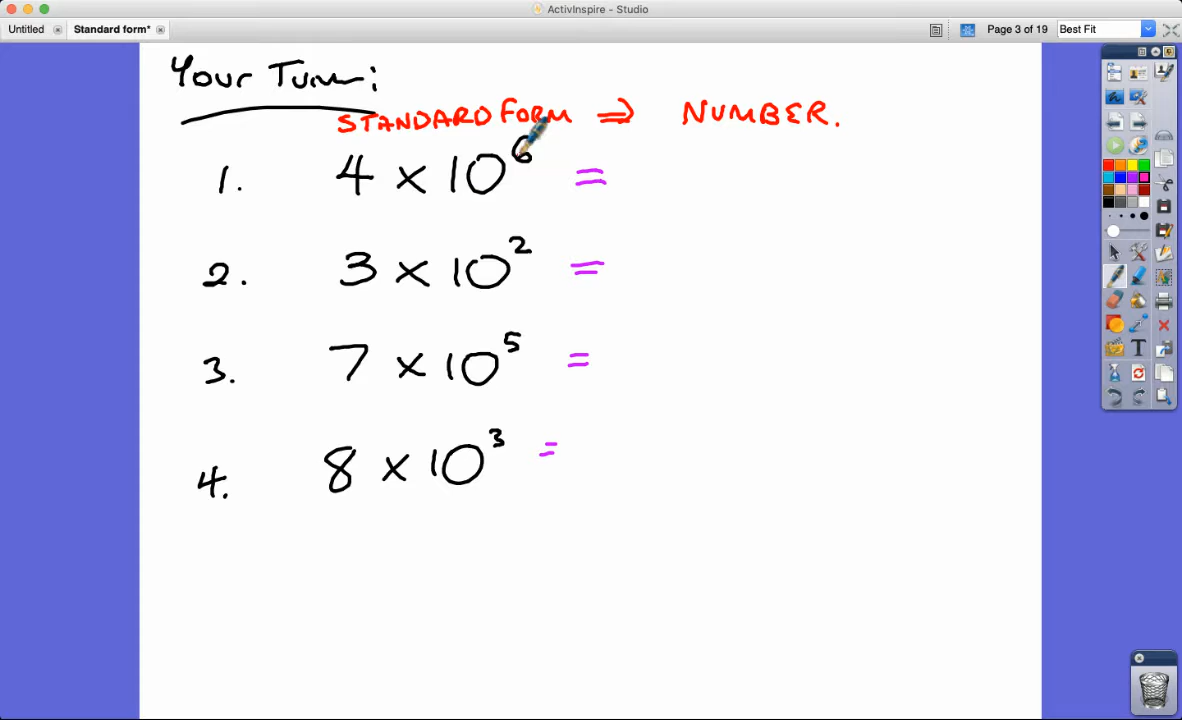 ActivInspire - Studio
Untitled Standard form* Page 3 of 19 Best Fit
Your Turn:
STANDARD FORM ⇒ NUMBER.
1. 4 × 10⁶ =
2. 3 × 10² =
3. 7 × 10⁵ =
4. 8 × 10³ =